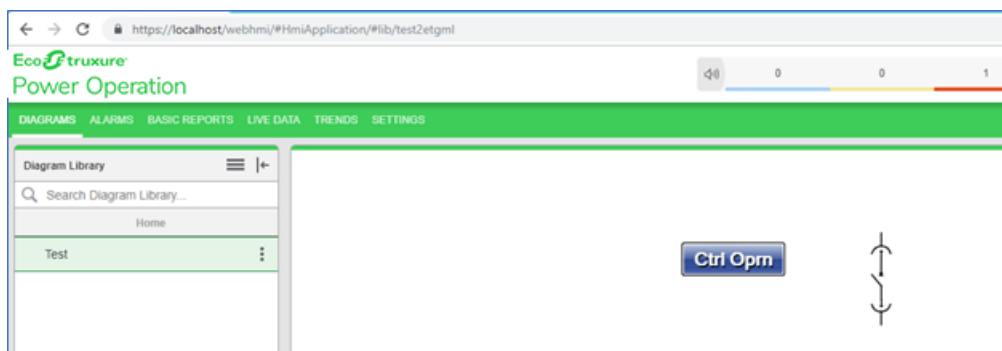 https://localhost/webhmi/#HmiApplication/#lib/test2etgml
EcoStruxure
Power Operation
0 0 1
DIAGRAMS ALARMS BASIC REPORTS LIVE DATA TRENDS SETTINGS
Diagram Library
Search Diagram Library...
Home
Test
Ctrl Oprn